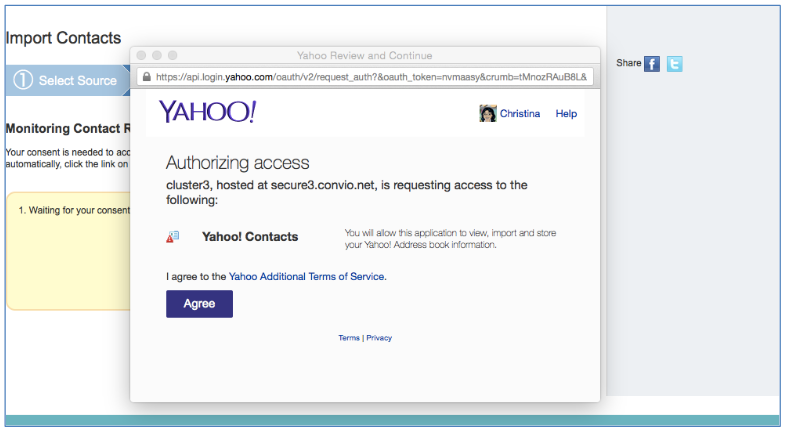 Import Contacts
1 Select Source
Monitoring Contact R
Your consent is needed to acc
automatically, click the link on
1. Waiting for your consent
Yahoo Review and Continue
https://api.login.yahoo.com/oauth/v2/request_auth?&oauth_token=nvmaasy&crumb=tMnozRAuB8L&
YAHOO!
Christina Help
Authorizing access
cluster3, hosted at secure3.convio.net, is requesting access to the
following:
Yahoo! Contacts
You will allow this application to view, import and store
your Yahoo! Address book information.
I agree to the Yahoo Additional Terms of Service.
Agree
Terms | Privacy
Share f t